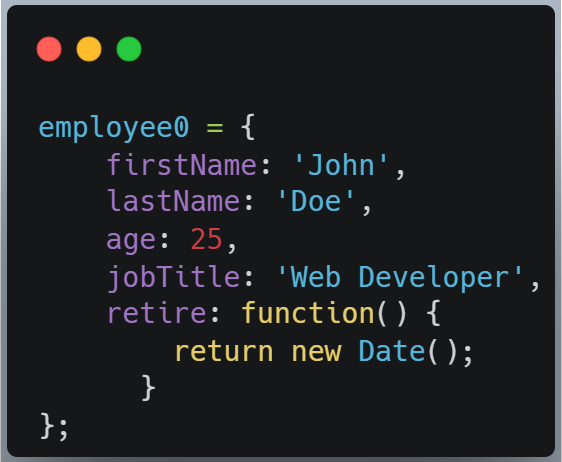 employee0 = {
    firstName: 'John',
    lastName: 'Doe',
    age: 25,
    jobTitle: 'Web Developer',
    retire: function() {
        return new Date();
      }
};